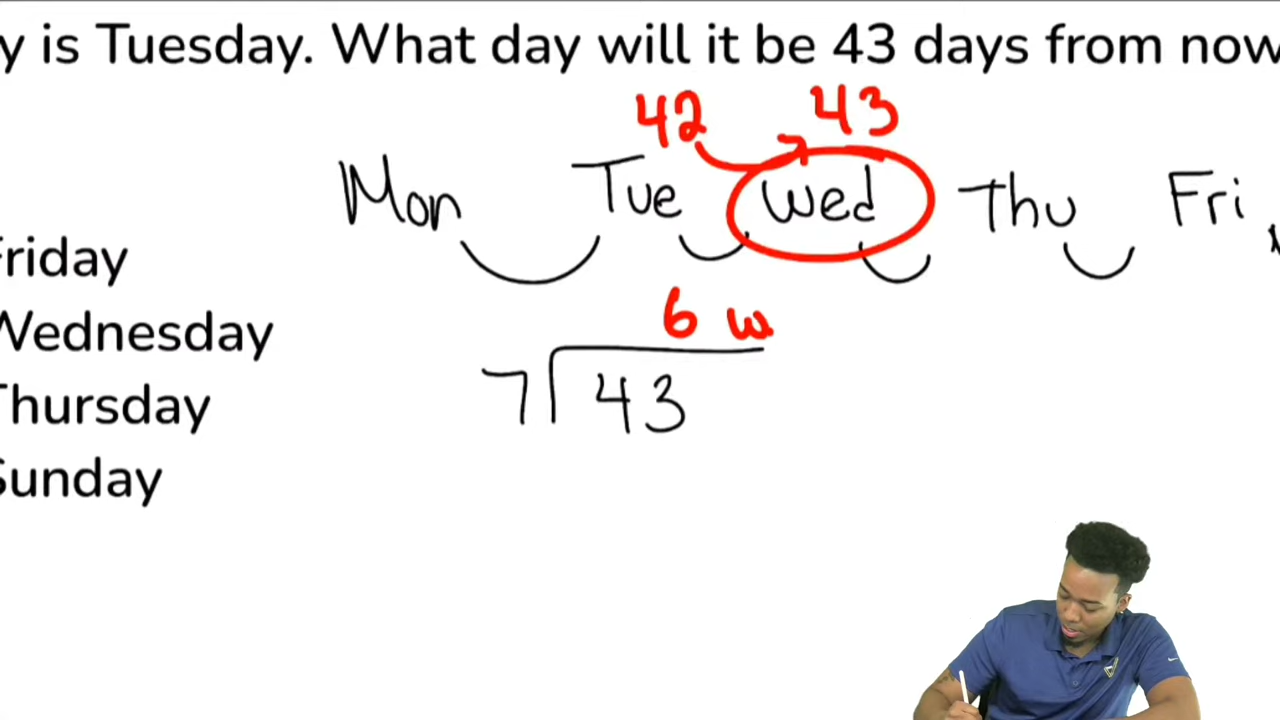 y is Tuesday. What day will it be 43 days from now
42 43
Mon Tue Wed Thu Fri
Friday
6 w
Wednesday
7 43
Thursday
Sunday